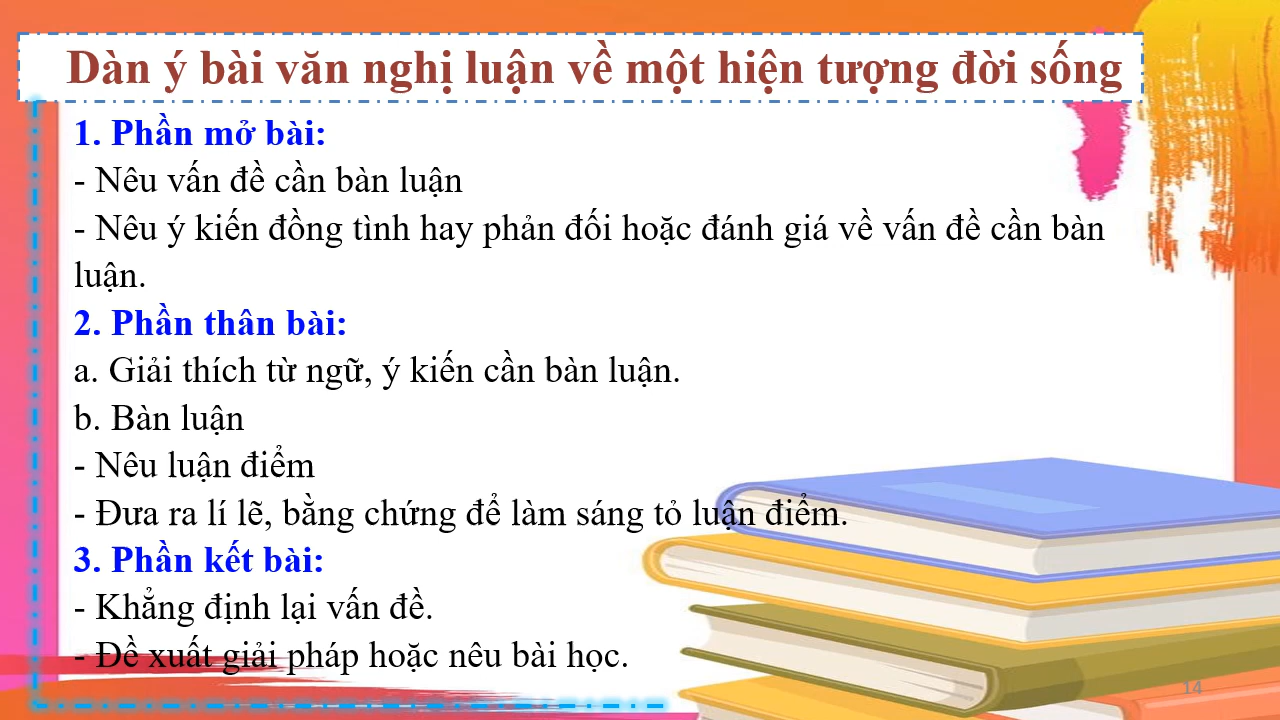 Dàn ý bài văn nghị luận về một hiện tượng đời sống
1. Phần mở bài:
- Nêu vấn đề cần bàn luận
- Nêu ý kiến đồng tình hay phản đối hoặc đánh giá về vấn đề cần bàn
luận.
2. Phần thân bài:
a. Giải thích từ ngữ, ý kiến cần bàn luận.
b. Bàn luận
- Nêu luận điểm
- Đưa ra lí lẽ, bằng chứng để làm sáng tỏ luận điểm.
3. Phần kết bài:
- Khẳng định lại vấn đề.
- Đề xuất giải pháp hoặc nêu bài học.
14